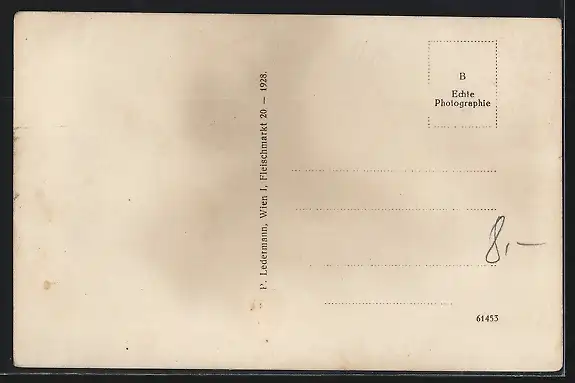 P. Ledermann, Wien I, Fleischmarkt 20 — 1928.
B
Echte
Photographie
8,—
61453